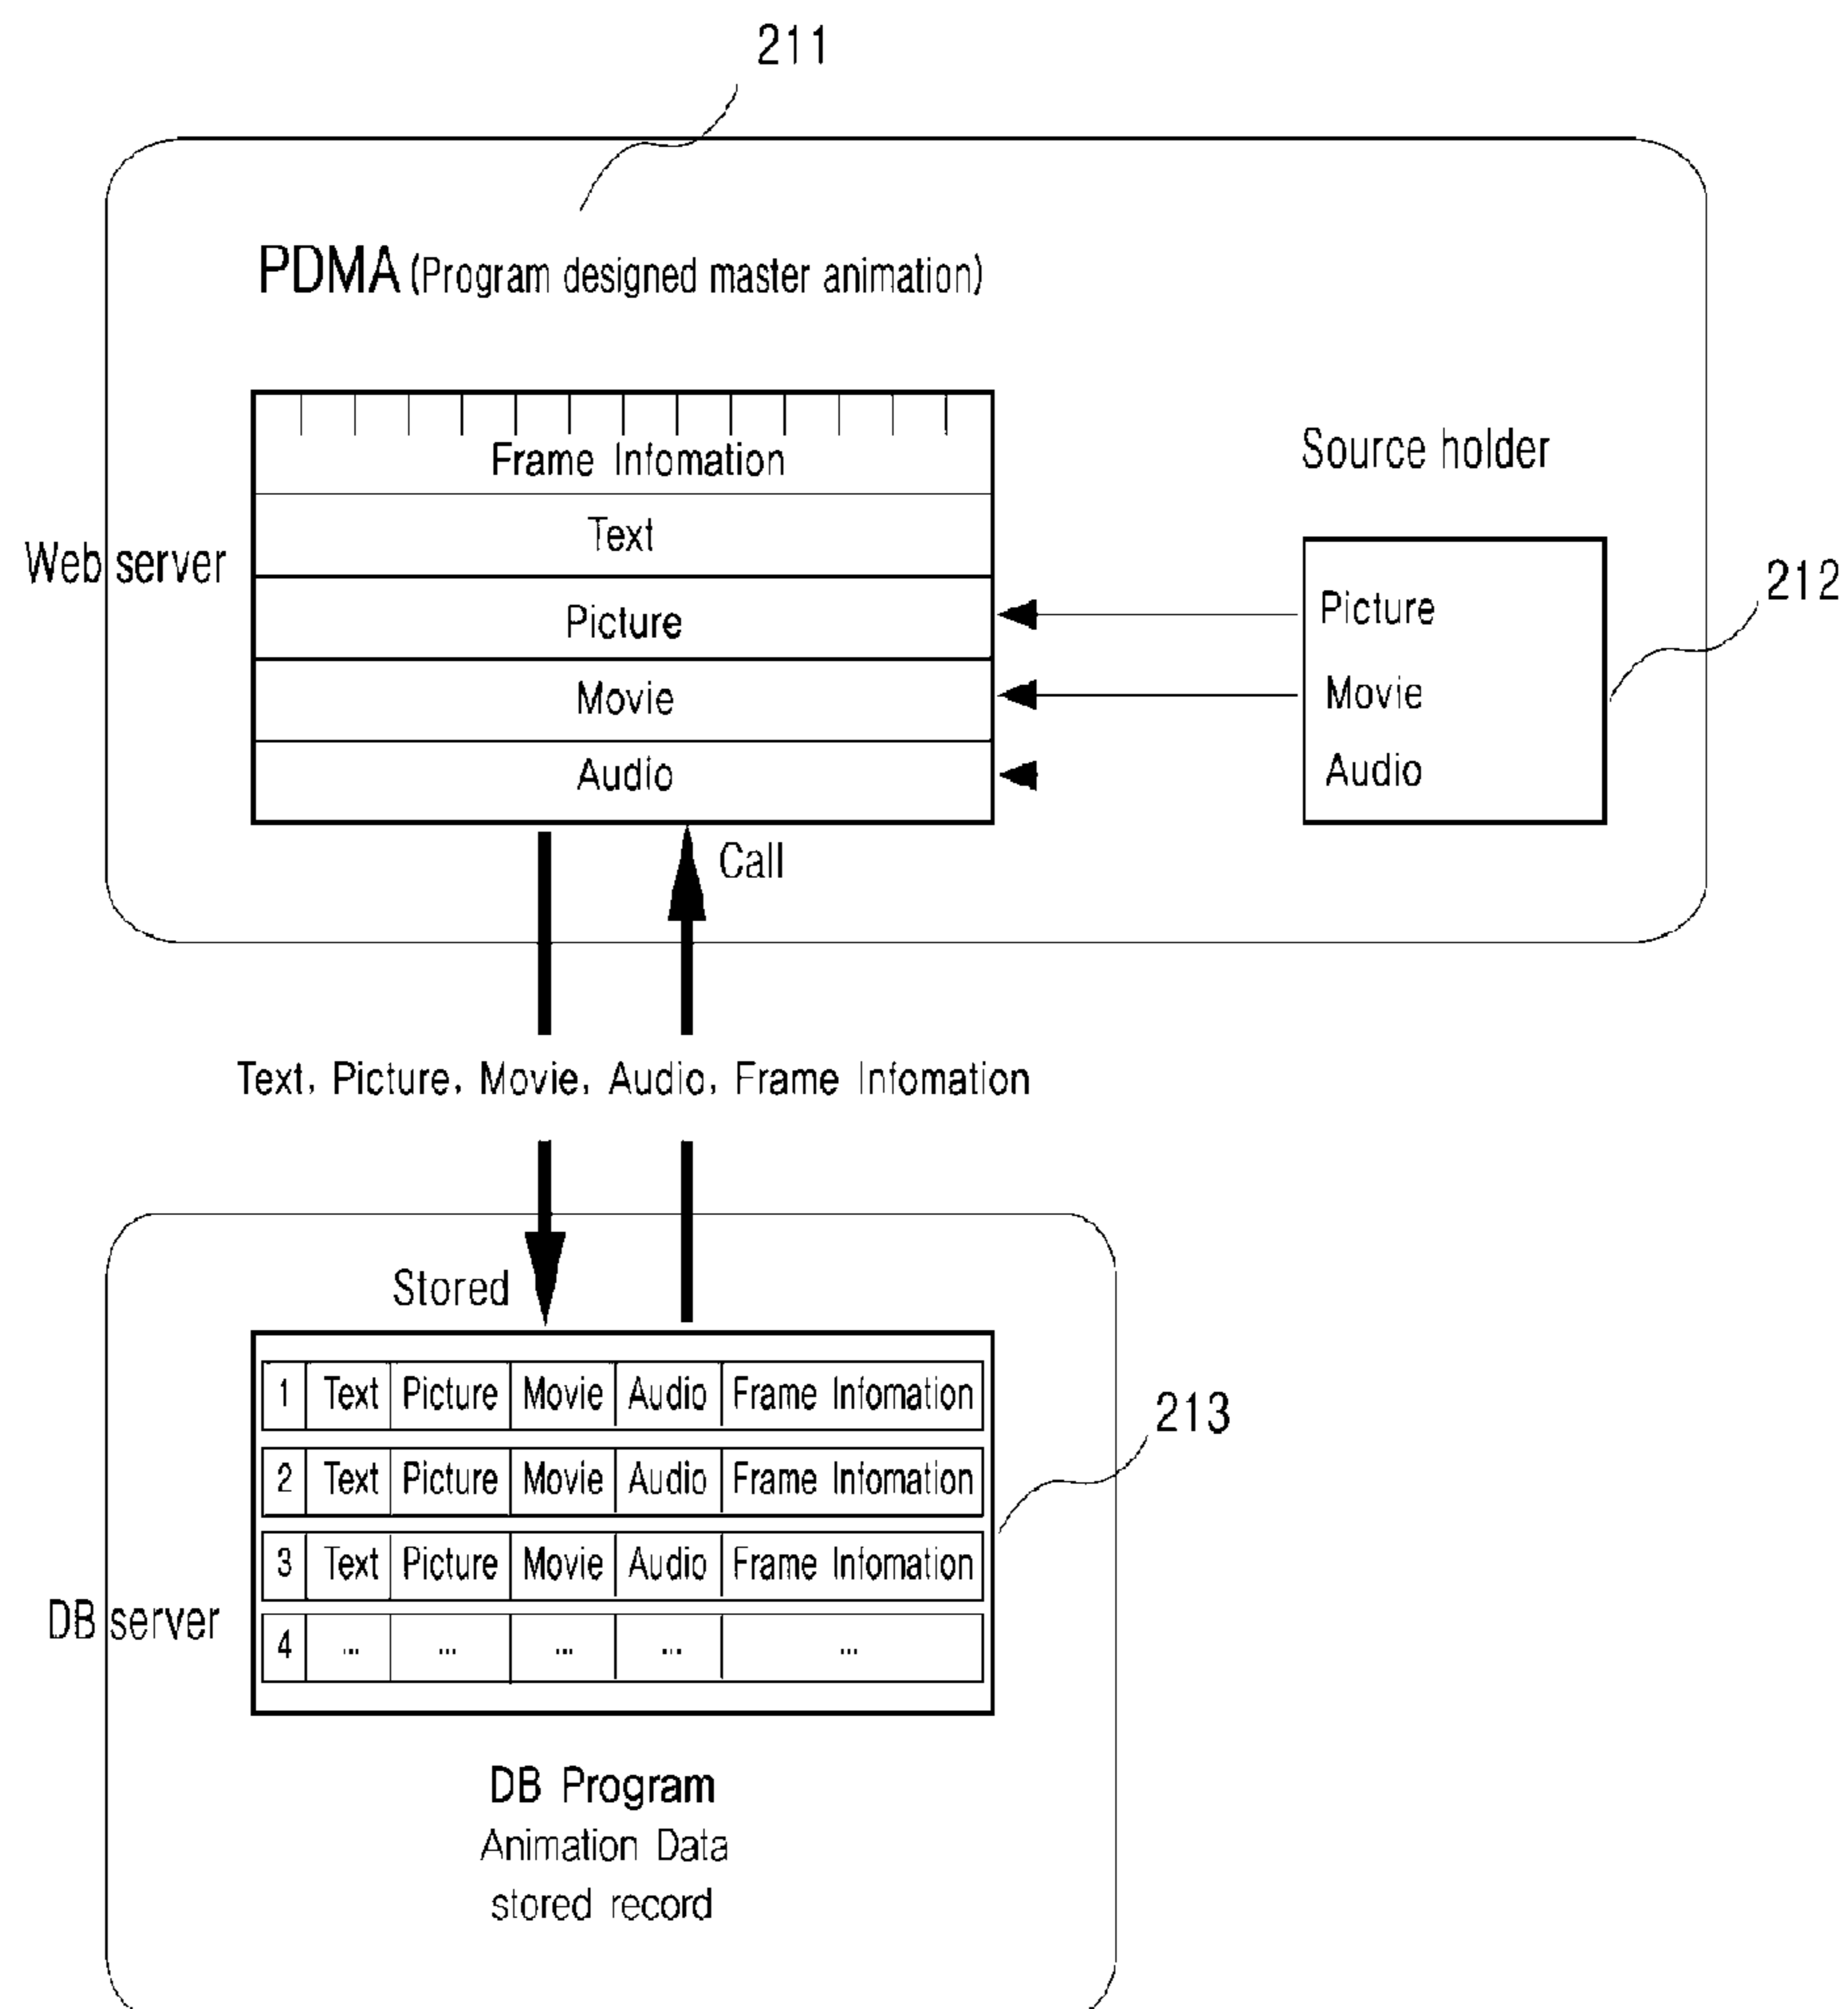 211
PDMA (Program designed master animation)
Frame Infomation
Text
Picture
Movie
Audio
Source holder
Picture
Movie
Audio
212
Web server
Call
Text, Picture, Movie, Audio, Frame Infomation
Stored
1 Text Picture Movie Audio Frame Infomation
2 Text Picture Movie Audio Frame Infomation
3 Text Picture Movie Audio Frame Infomation
4 ... ... ... ... ...
213
DB server
DB Program
Animation Data
stored record